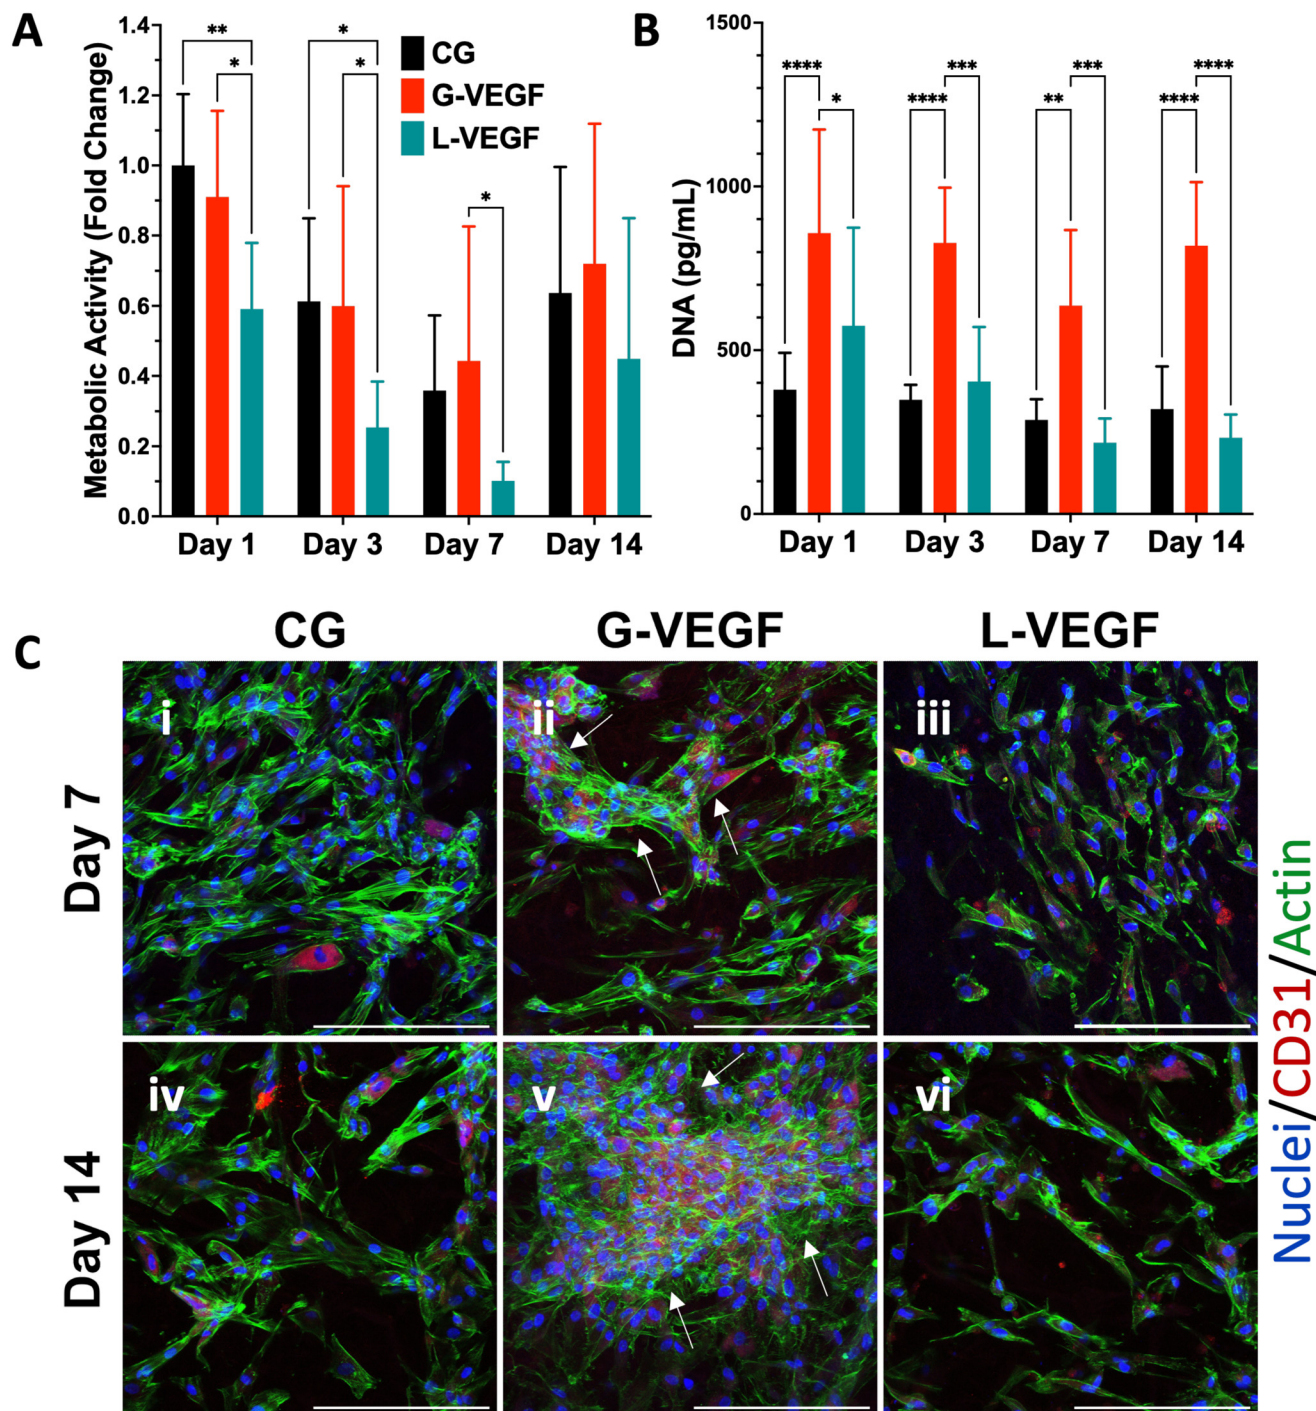 A
Metabolic Activity (Fold Change)
1.4
1.2
1.0
0.8
0.6
0.4
0.2
0.0
** * * * *
CG
G-VEGF
L-VEGF
Day 1 Day 3 Day 7 Day 14
B
DNA (pg/mL)
1500
1000
500
0
**** *** *** ****
* **** ** ****
Day 1 Day 3 Day 7 Day 14
C
CG G-VEGF L-VEGF
Day 7
i ii iii
Day 14
iv v vi
Nuclei/CD31/Actin